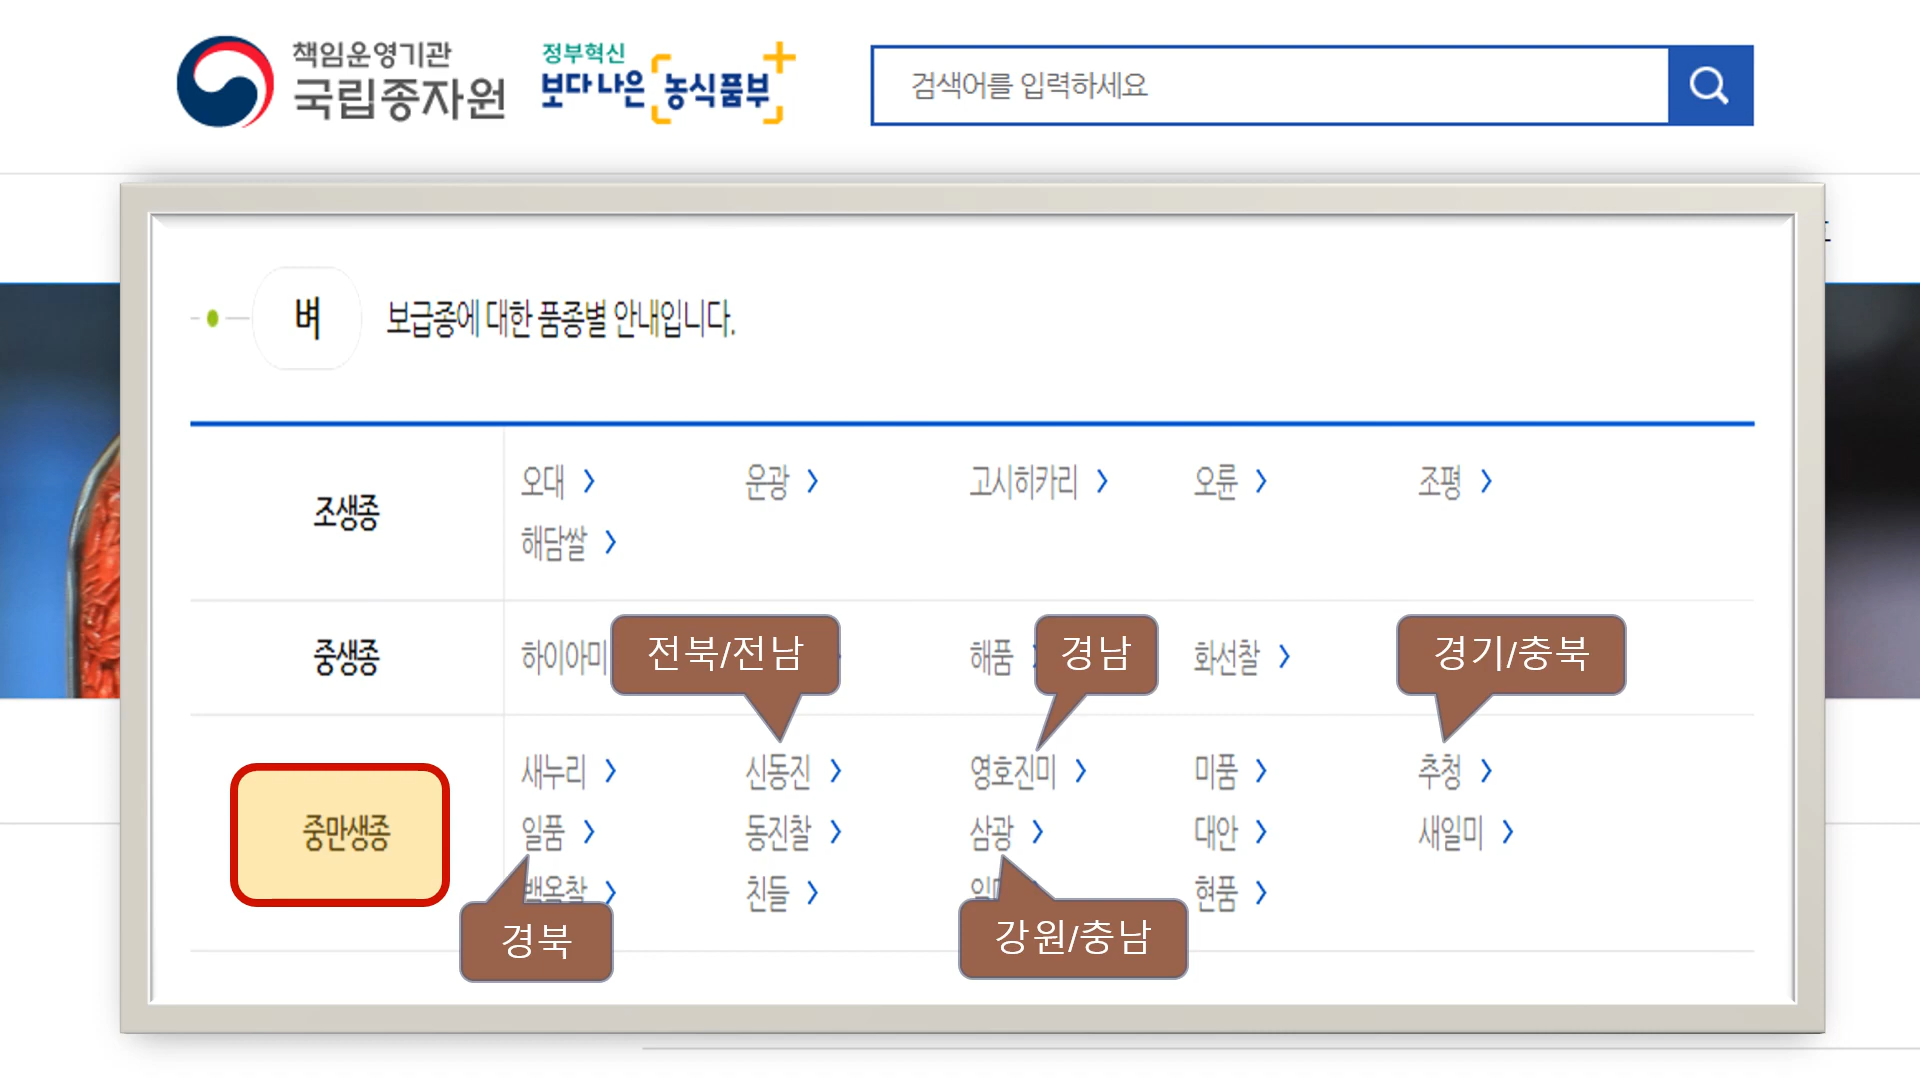 책임운영기관
국립종자원
정부혁신
보다 나은 농식품부
검색어를 입력하세요
벼
보급종에 대한 품종별 안내입니다.
조생종
오대 운광 고시히카리 오륜 조평
해담쌀
중생종
하이아미 해품 화선찰
전북/전남
경남
경기/충북
중만생종
새누리 신동진 영호진미 미품 추청
일품 동진찰 삼광 대안 새일미
백옥찰 친들 현품
경북
강원/충남